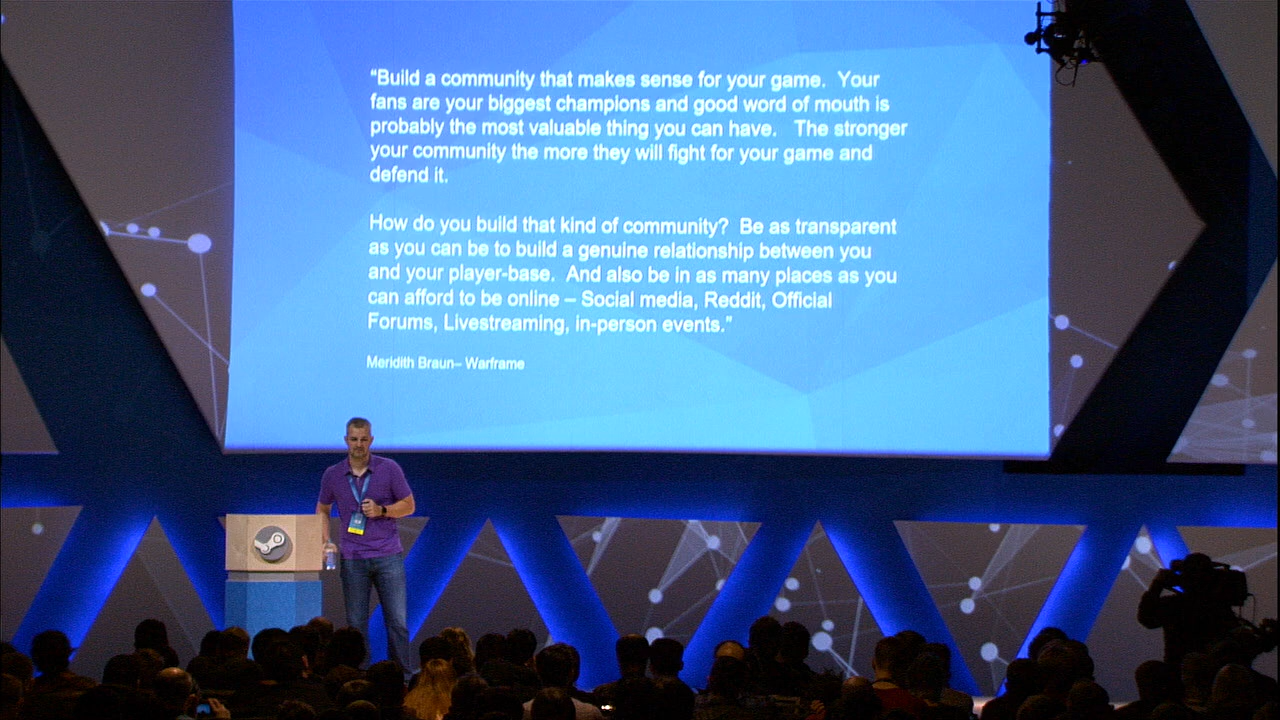 “Build a community that makes sense for your game.  Your
fans are your biggest champions and good word of mouth is
probably the most valuable thing you can have.   The stronger
your community the more they will fight for your game and
defend it.
How do you build that kind of community?  Be as transparent
as you can be to build a genuine relationship between you
and your player-base.  And also be in as many places as you
can afford to be online – Social media, Reddit, Official
Forums, Livestreaming, in-person events.”
Meridith Braun– Warframe